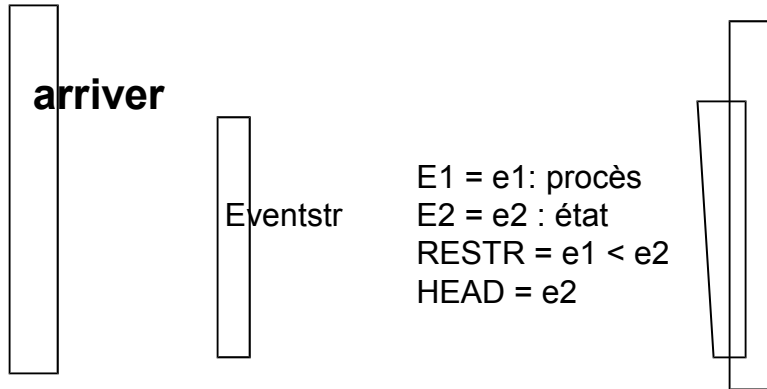 arriver
Eventstr
E1 = e1: procès
E2 = e2 : état
RESTR = e1 < e2
HEAD = e2